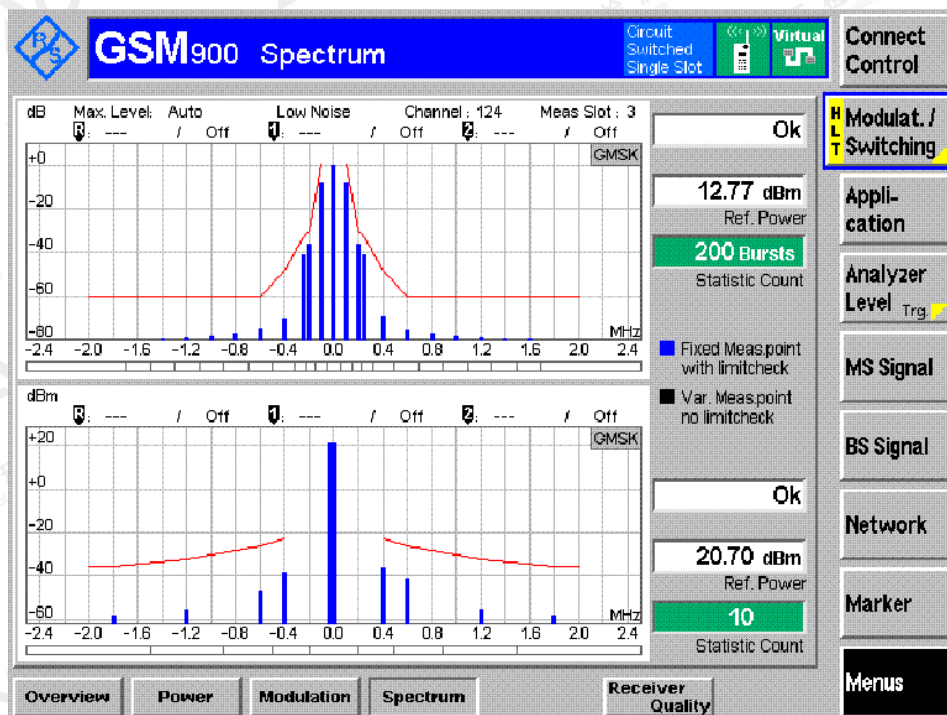 R&S
GSM900 Spectrum
Circuit Switched Single Slot
Virtual
Connect Control
dB Max. Level: Auto Low Noise Channel : 124 Meas Slot : 3
R: --- / Off 1: --- / Off 2: --- / Off
GMSK
+0
-20
-40
-60
-80
MHz
-2.4 -2.0 -1.6 -1.2 -0.8 -0.4 0.0 0.4 0.8 1.2 1.6 2.0 2.4
Ok
12.77 dBm
Ref. Power
200 Bursts
Statistic Count
Fixed Meas.point
with limitcheck
Var. Meas.point
no limitcheck
dBm
R: --- / Off 1: --- / Off 2: --- / Off
GMSK
+20
+0
-20
-40
-60
MHz
-2.4 -2.0 -1.6 -1.2 -0.8 -0.4 0.0 0.4 0.8 1.2 1.6 2.0 2.4
Ok
20.70 dBm
Ref. Power
10
Statistic Count
HLT
Modulat. /
Switching
Appli-
cation
Analyzer
Level Trg.
MS Signal
BS Signal
Network
Marker
Menus
Overview
Power
Modulation
Spectrum
Receiver
Quality